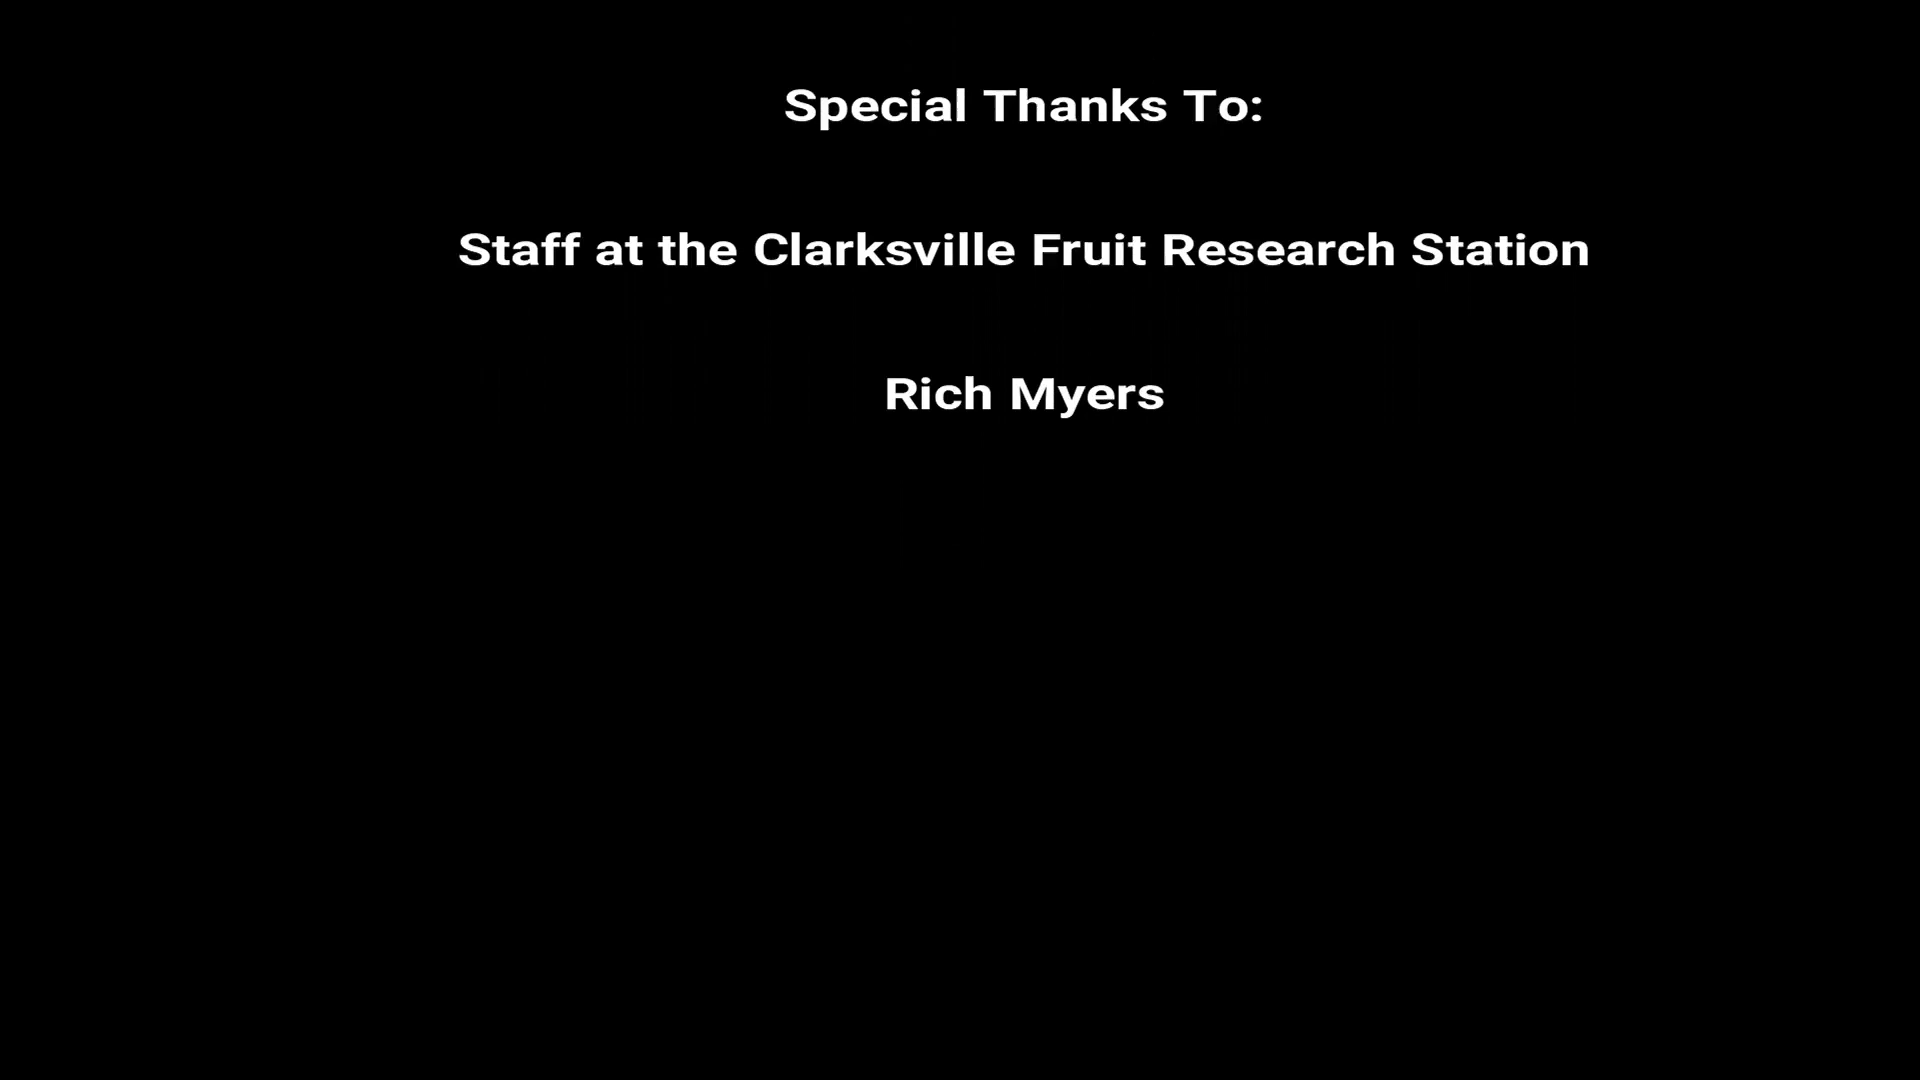 Special Thanks To:
Staff at the Clarksville Fruit Research Station
Rich Myers